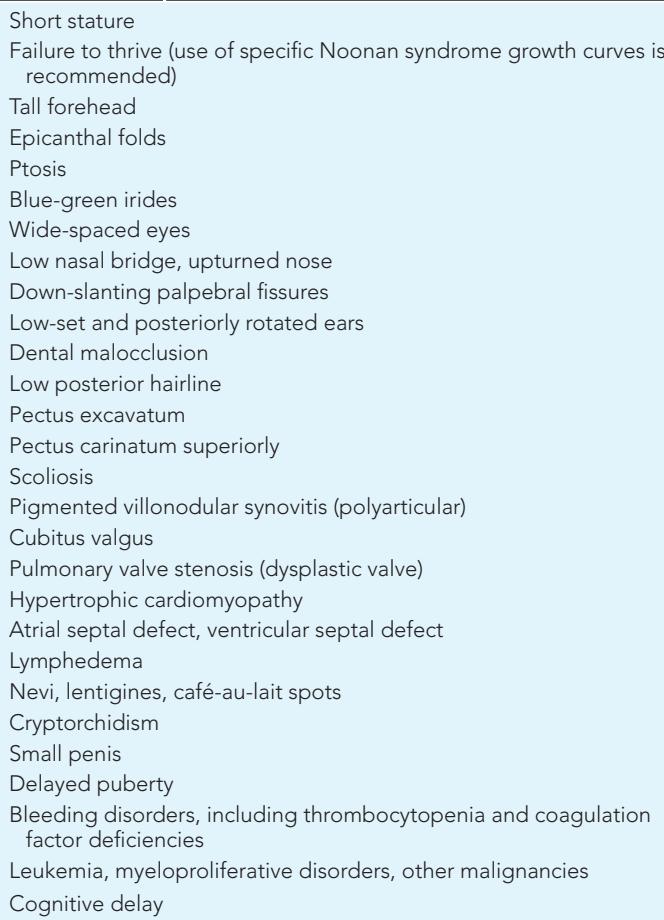 Short stature
Failure to thrive (use of specific Noonan syndrome growth curves is
recommended)
Tall forehead
Epicanthal folds
Ptosis
Blue-green irides
Wide-spaced eyes
Low nasal bridge, upturned nose
Down-slanting palpebral fissures
Low-set and posteriorly rotated ears
Dental malocclusion
Low posterior hairline
Pectus excavatum
Pectus carinatum superiorly
Scoliosis
Pigmented villonodular synovitis (polyarticular)
Cubitus valgus
Pulmonary valve stenosis (dysplastic valve)
Hypertrophic cardiomyopathy
Atrial septal defect, ventricular septal defect
Lymphedema
Nevi, lentigines, café-au-lait spots
Cryptorchidism
Small penis
Delayed puberty
Bleeding disorders, including thrombocytopenia and coagulation
factor deficiencies
Leukemia, myeloproliferative disorders, other malignancies
Cognitive delay